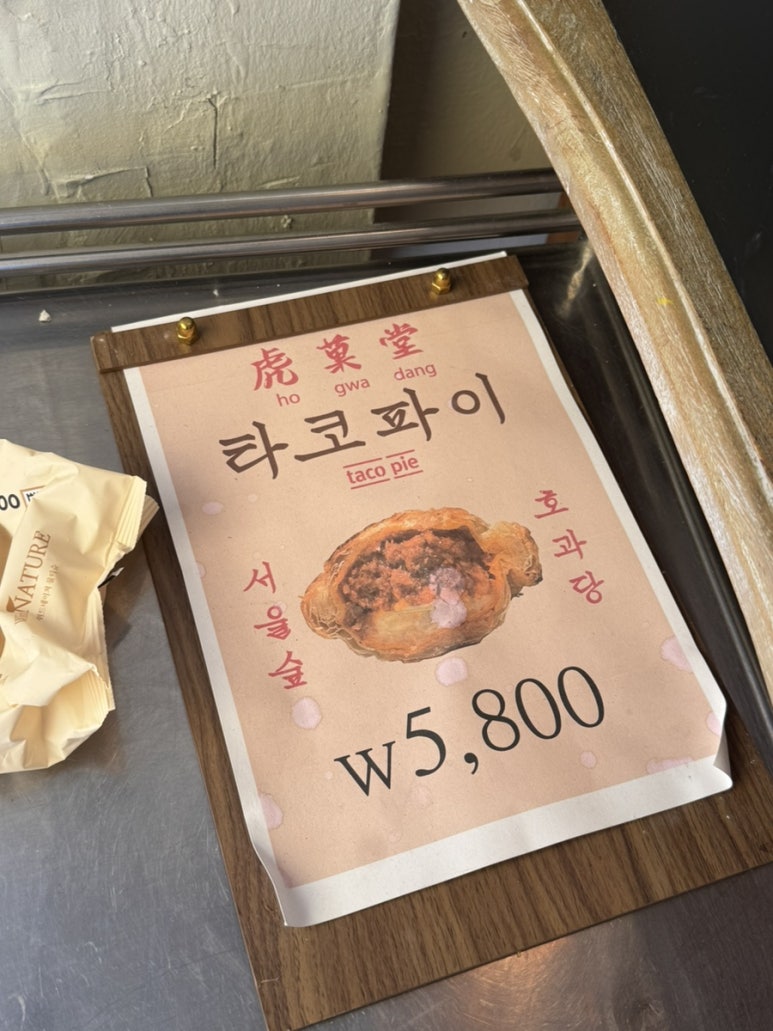 虎菓堂
ho gwa dang
타코파이
taco pie
호과당
서울숲
w5,800
00
NATURE